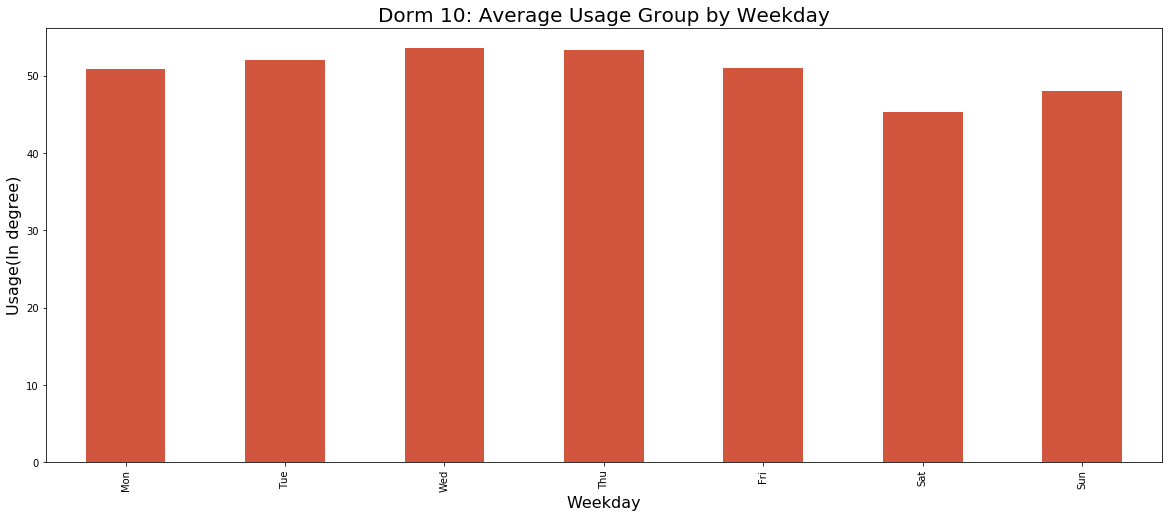 Dorm 10: Average Usage Group by Weekday
Usage(In degree)
50
40
30
20
10
0
Mon
Tue
Wed
Thu
Fri
Sat
Sun
Weekday